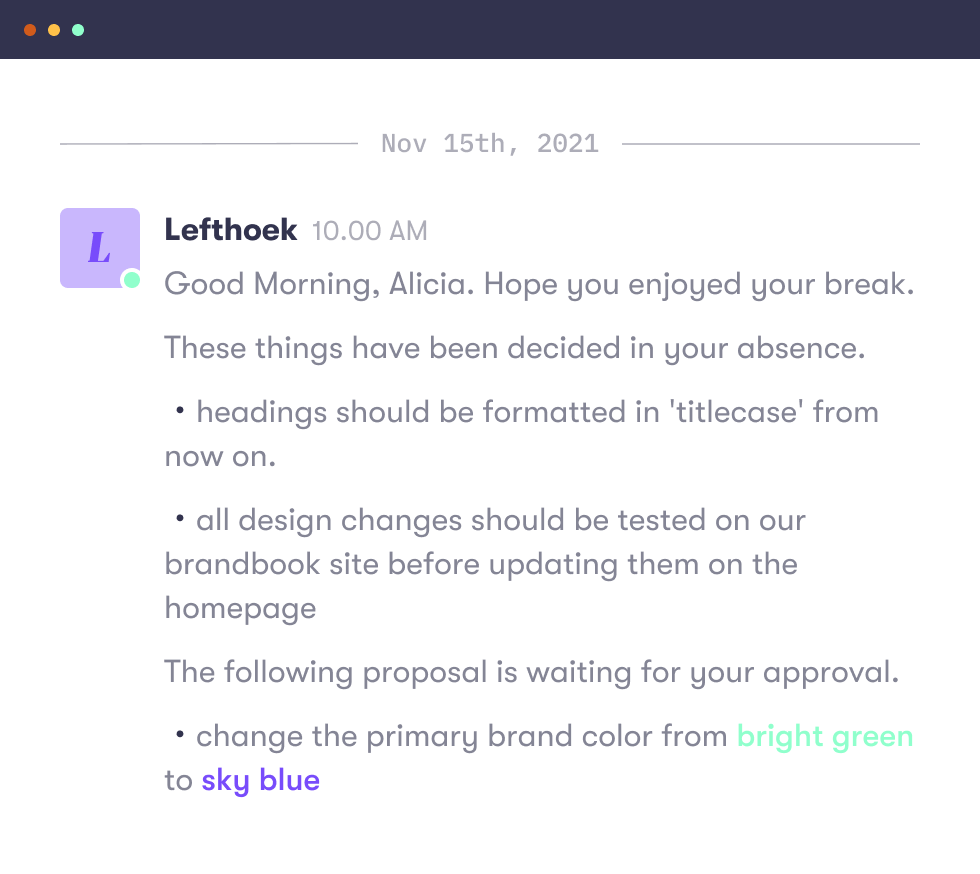 Nov 15th, 2021
L
Lefthoek 10.00 AM
Good Morning, Alicia. Hope you enjoyed your break.
These things have been decided in your absence.
• headings should be formatted in 'titlecase' from
now on.
• all design changes should be tested on our
brandbook site before updating them on the
homepage
The following proposal is waiting for your approval.
• change the primary brand color from bright green
to sky blue